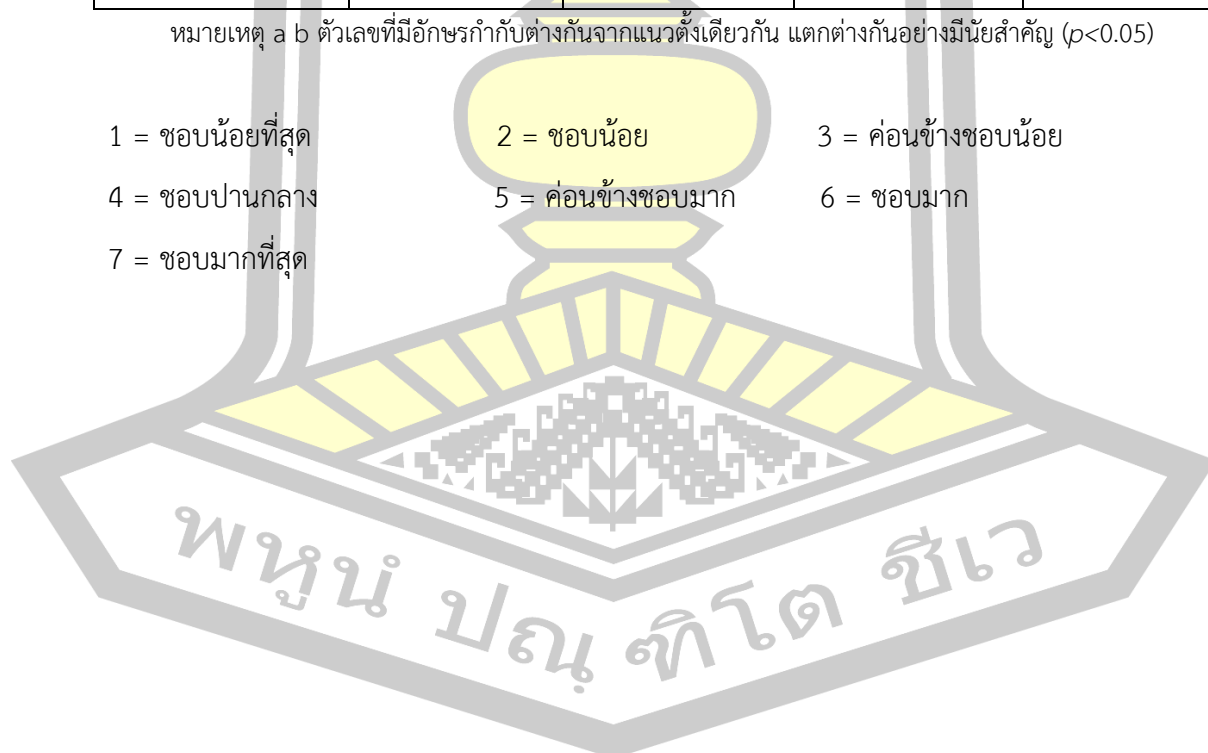 หมายเหตุ a b ตัวเลขที่มีอักษรกำกับต่างกันจากแนวตั้งเดียวกัน แตกต่างกันอย่างมีนัยสำคัญ (p<0.05)
1 = ชอบน้อยที่สุด 2 = ชอบน้อย 3 = ค่อนข้างชอบน้อย
4 = ชอบปานกลาง 5 = ค่อนข้างชอบมาก 6 = ชอบมาก
7 = ชอบมากที่สุด
พหูนํ ปณฺฑิโต ชีเว